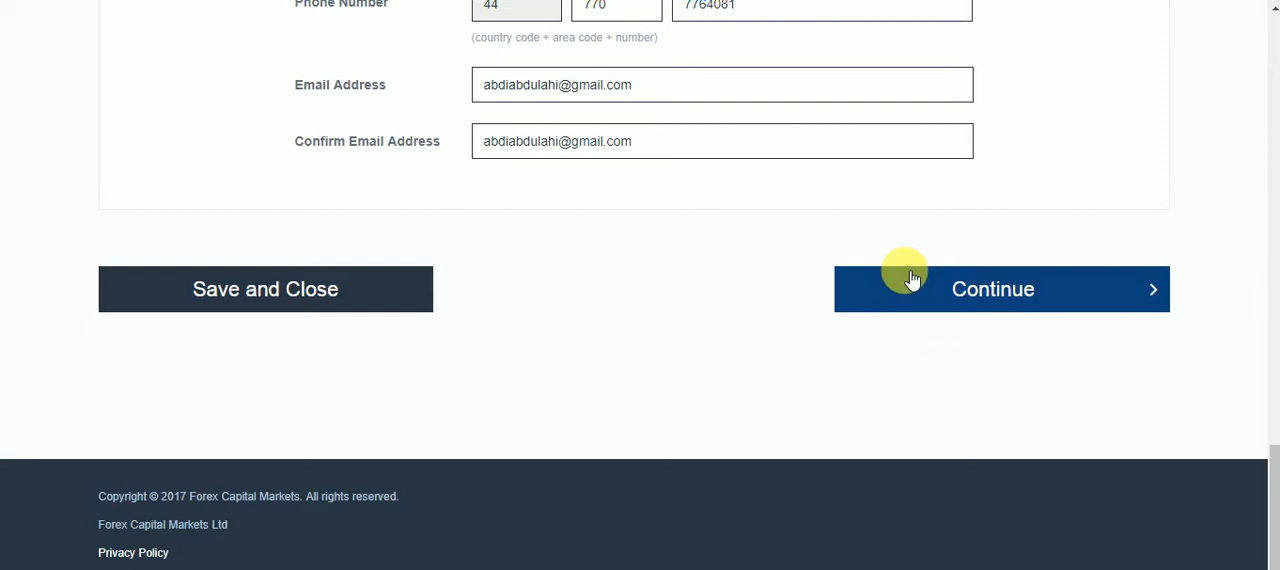 Phone Number
44 770 7764081
(country code + area code + number)
Email Address abdiabdulahi@gmail.com
Confirm Email Address abdiabdulahi@gmail.com
Save and Close Continue
Copyright © 2017 Forex Capital Markets. All rights reserved.
Forex Capital Markets Ltd
Privacy Policy